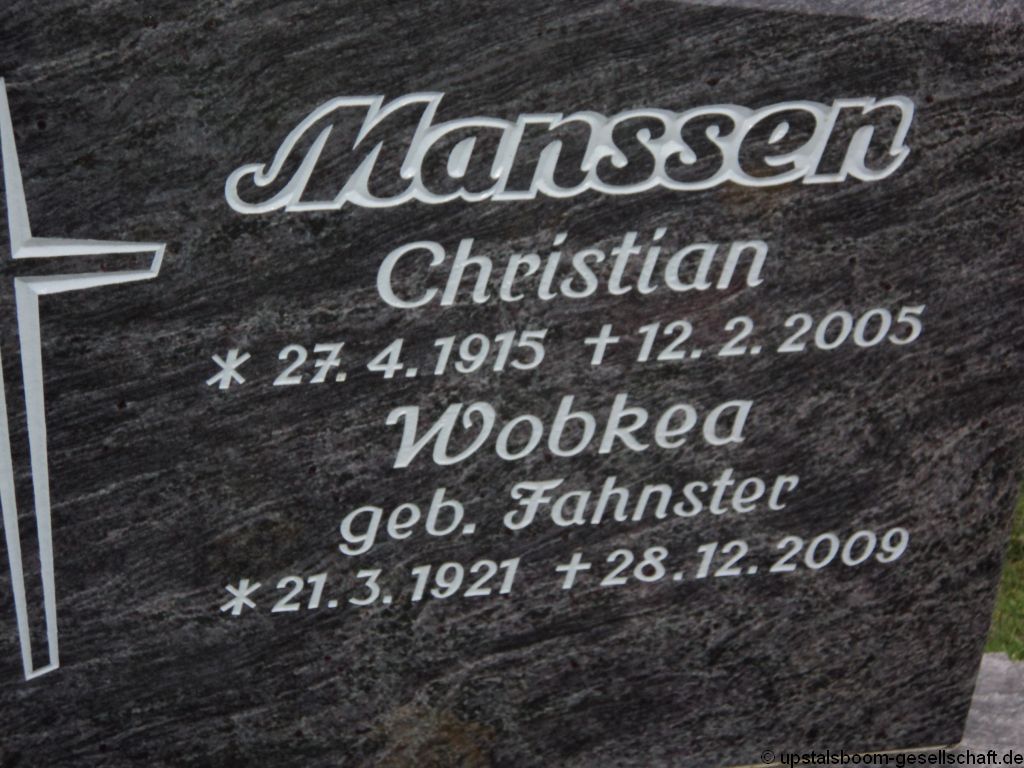 Manssen
Christian
* 27. 4. 1915 † 12. 2. 2005
Wobkea
geb. Fahnster
* 21. 3. 1921 † 28. 12. 2009
© upstalsboom-gesellschaft.de